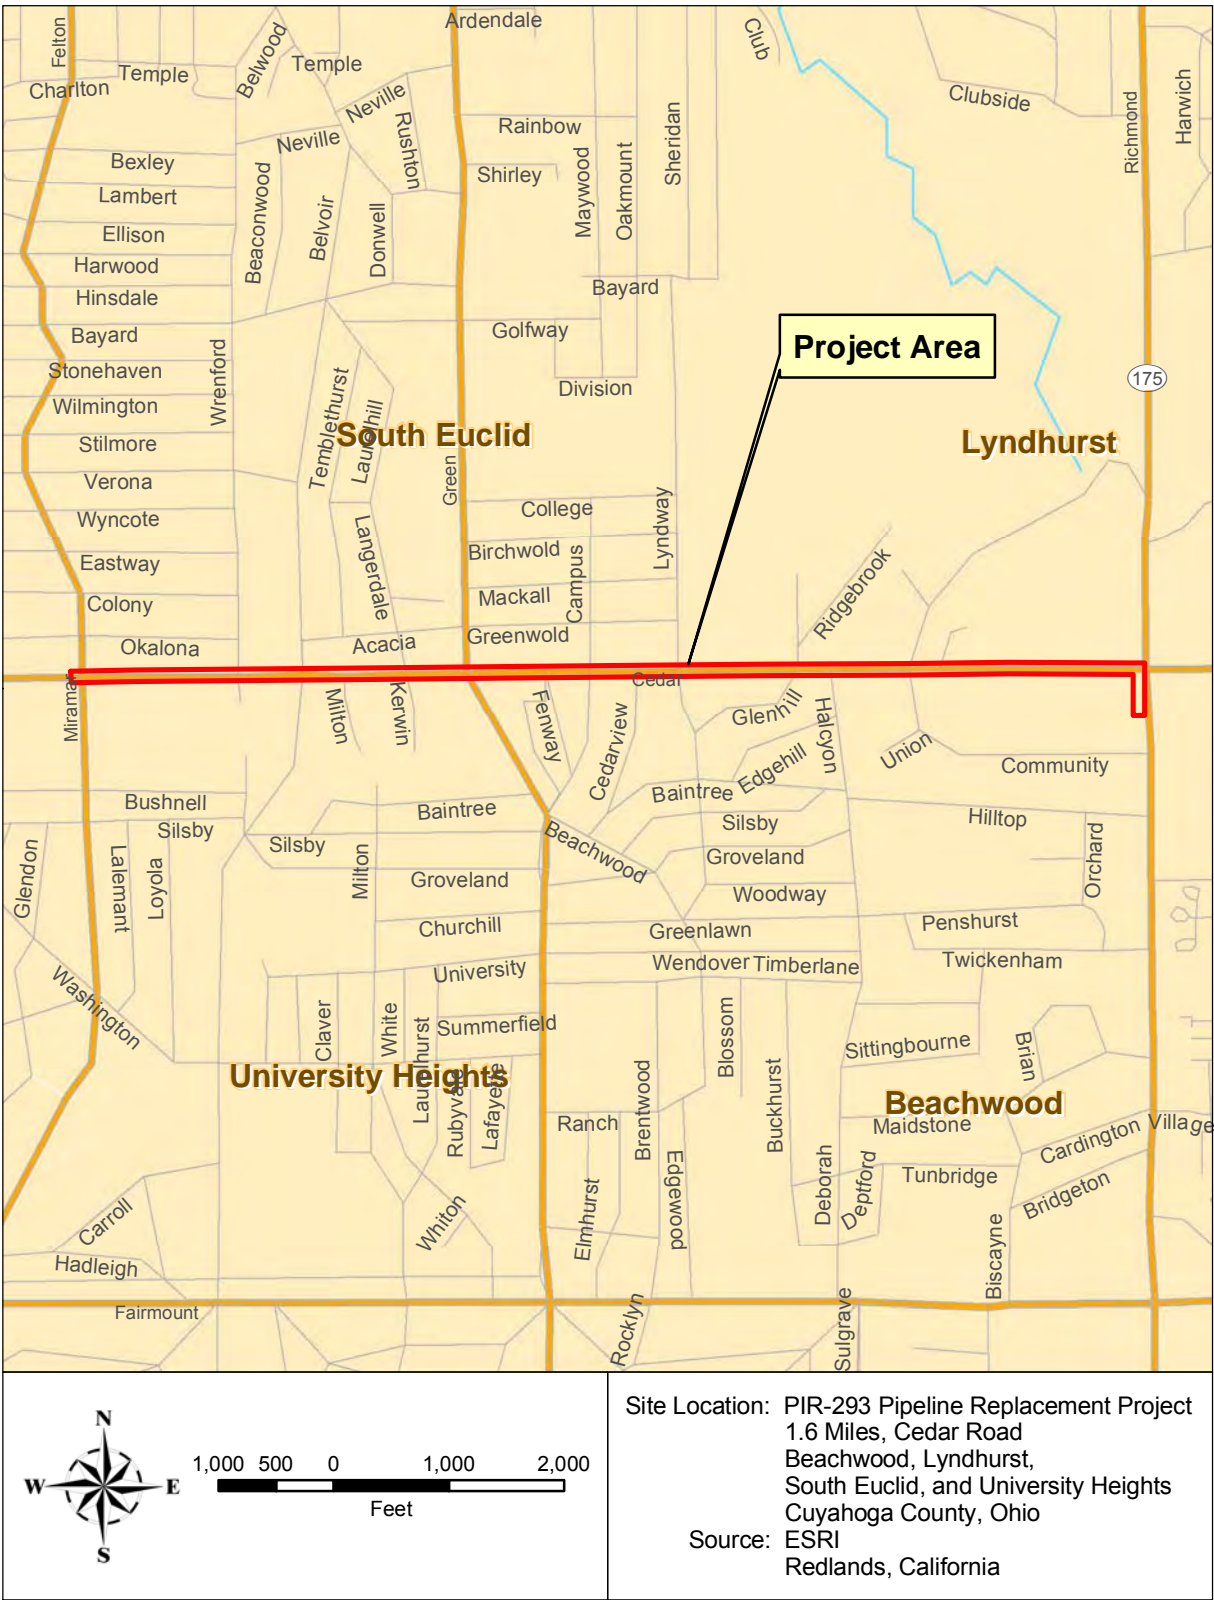 Ardendale
Felton
Belwood
Club
Temple
Temple
Charlton
Clubside
Neville
Rushton
Rainbow
Sheridan
Richmond
Harwich
Neville
Bexley
Shirley
Maywood
Oakmount
Lambert
Beaconwood
Belvoir
Donwell
Ellison
Harwood
Hinsdale
Bayard
Bayard
Golfway
Project Area
Stonehaven
Wrenford
Division
175
Wilmington
Temblethurst
Laurelhill
South Euclid
Lyndhurst
Stilmore
Verona
Green
College
Lyndway
Wyncote
Langerdale
Birchwold
Campus
Eastway
Mackall
Ridgebrook
Colony
Greenwold
Okalona
Acacia
Cedar
Miramar
Milton
Kerwin
Fenway
Cedarview
Glenhill
Halcyon
Union
Edgehill
Community
Bushnell
Baintree
Baintree
Silsby
Silsby
Silsby
Hilltop
Beachwood
Glendon
Lalemant
Loyola
Milton
Groveland
Groveland
Orchard
Woodway
Churchill
Greenlawn
Penshurst
University
Wendover
Timberlane
Twickenham
Washington
Claver
White
Summerfield
Blossom
Sittingbourne
Brian
Laurelhurst
Rubyvale
Lafayette
University Heights
Beachwood
Ranch
Brentwood
Buckhurst
Maidstone
Cardington
Village
Edgewood
Deborah
Deptford
Tunbridge
Bridgeton
Carroll
Whiton
Elmhurst
Biscayne
Hadleigh
Fairmount
Rocklyn
Sulgrave
N
W
E
S
1,000 500 0 1,000 2,000
Feet
Site Location: PIR-293 Pipeline Replacement Project
1.6 Miles, Cedar Road
Beachwood, Lyndhurst,
South Euclid, and University Heights
Cuyahoga County, Ohio
Source: ESRI
Redlands, California